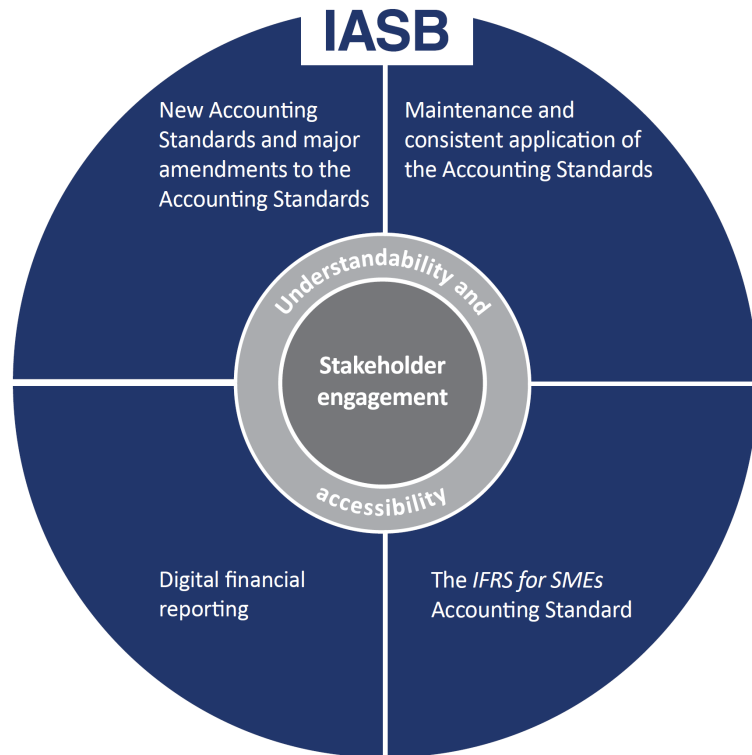 IASB
New Accounting
Standards and major
amendments to the
Accounting Standards
Maintenance and
consistent application of
the Accounting Standards
Understandability and
accessibility
Stakeholder
engagement
Digital financial
reporting
The IFRS for SMEs
Accounting Standard